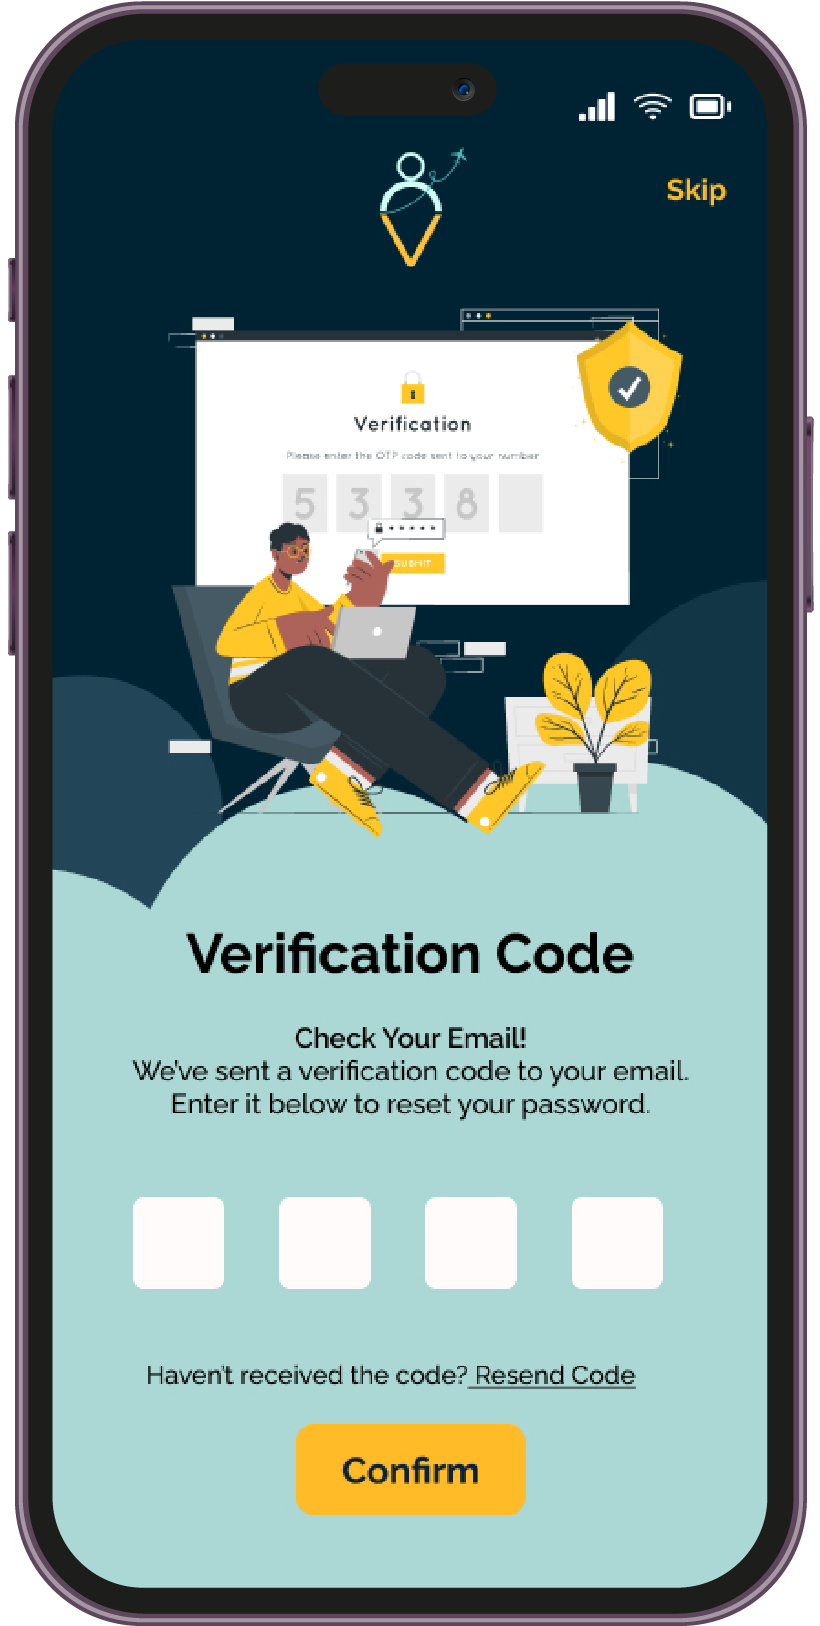 Skip
Verification
Please enter the OTP code sent to your number
5 3 3 8
SUBMIT
Verification Code
Check Your Email!
We've sent a verification code to your email.
Enter it below to reset your password.
Haven't received the code? Resend Code
Confirm